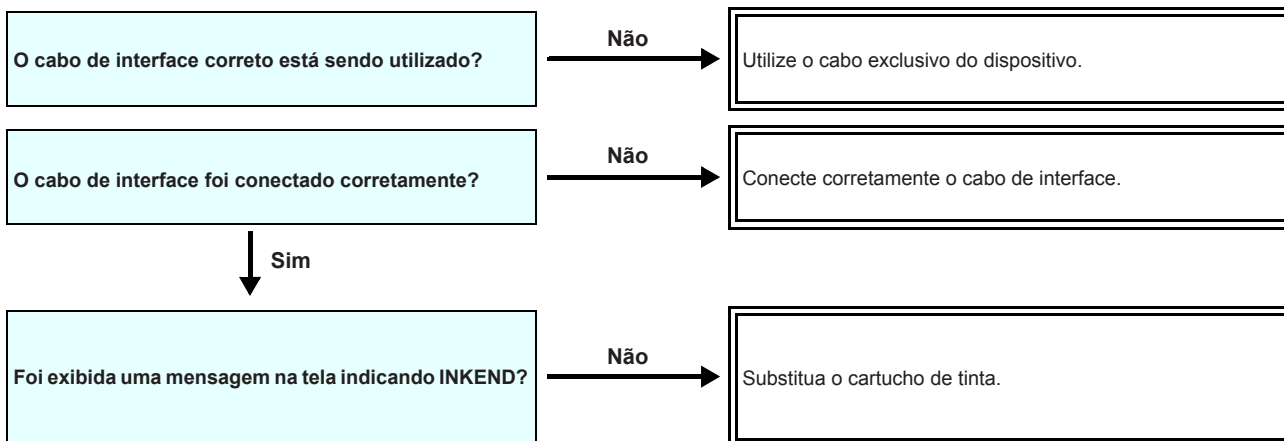 O cabo de interface correto está sendo utilizado?
Não
Utilize o cabo exclusivo do dispositivo.
O cabo de interface foi conectado corretamente?
Não
Conecte corretamente o cabo de interface.
Sim
Foi exibida uma mensagem na tela indicando INKEND?
Não
Substitua o cartucho de tinta.